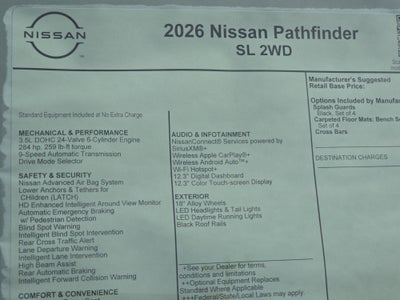 NISSAN
2026 Nissan Pathfinder
SL 2WD
Standard Equipment Included at No Extra Charge
MECHANICAL & PERFORMANCE
3.5L DOHC 24-Valve 6-Cylinder Engine
284 hp, 259 lb-ft torque
9-Speed Automatic Transmission
Drive Mode Selector
SAFETY & SECURITY
Nissan Advanced Air Bag System
Lower Anchors & Tethers for
Children (LATCH)
HD Enhanced Intelligent Around View Monitor
Automatic Emergency Braking
w/ Pedestrian Detection
Blind Spot Warning
Intelligent Blind Spot Intervention
Rear Cross Traffic Alert
Lane Departure Warning
Intelligent Lane Intervention
High Beam Assist
Rear Automatic Braking
Intelligent Forward Collision Warning
COMFORT & CONVENIENCE
AUDIO & INFOTAINMENT
NissanConnect® Services powered by
SiriusXM®+
Wireless Apple CarPlay®+
Wireless Android Auto™+
Wi-Fi Hotspot+
12.3" Digital Dashboard
12.3" Color Touch-screen Display
EXTERIOR
18" Alloy Wheels
LED Headlights & Tail Lights
LED Daytime Running Lights
Black Roof Rails
+See your Dealer for terms,
conditions and limitations
++Optional Equipment Replaces
Standard Where Applicable
+++Federal/State/Local Laws may apply.
Manufacturer's Suggested
Retail Base Price:
Options Included by Manufac
Splash Guards
Black, Set of 4
Carpeted Floor Mats: Bench S
Set of 4
Cross Bars
DESTINATION CHARGES